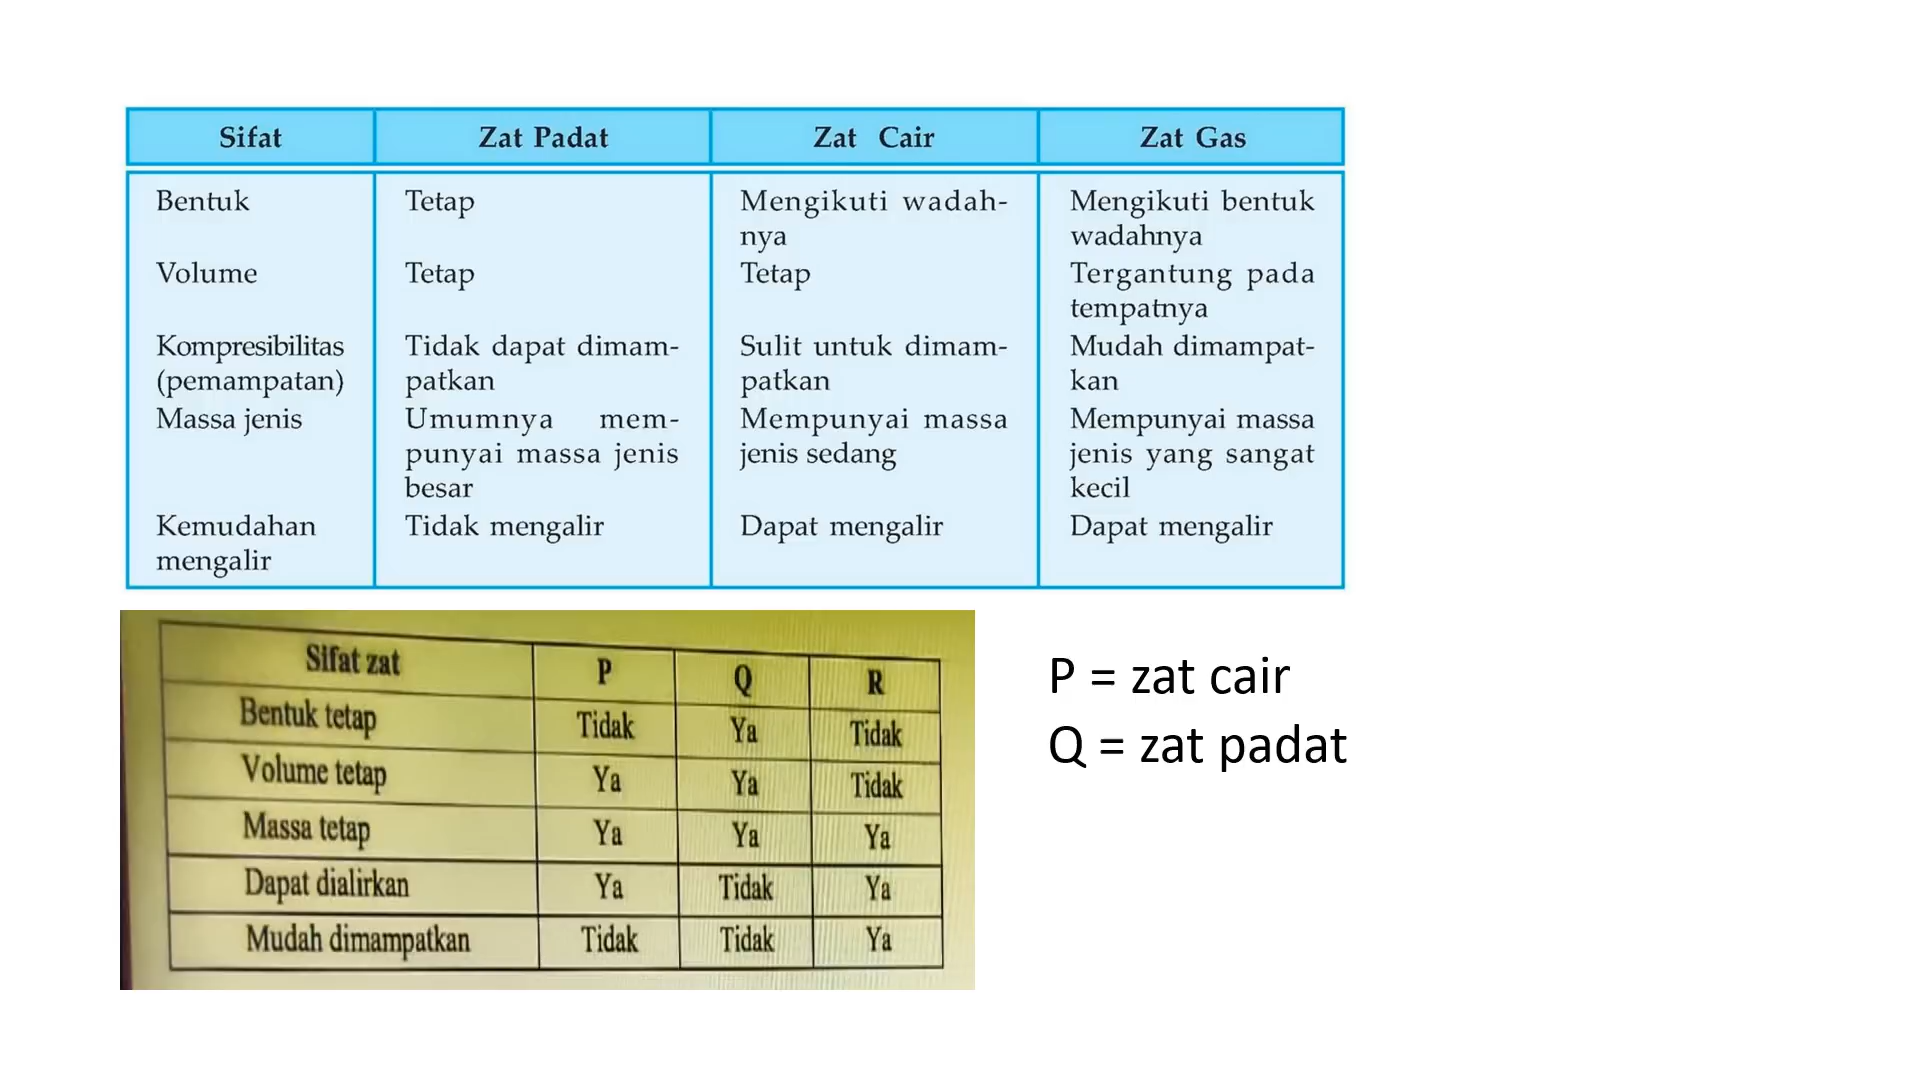 Sifat Zat Padat Zat Cair Zat Gas
Bentuk Tetap Mengikuti wadah- Mengikuti bentuk
nya wadahnya
Volume Tetap Tetap Tergantung pada
tempatnya
Kompresibilitas Tidak dapat dimam- Sulit untuk dimam- Mudah dimampat-
(pemampatan) patkan patkan kan
Massa jenis Umumnya mem- Mempunyai massa Mempunyai massa
punyai massa jenis jenis sedang jenis yang sangat
besar kecil
Kemudahan Tidak mengalir Dapat mengalir Dapat mengalir
mengalir
Sifat zat P Q R
Bentuk tetap Tidak Ya Tidak
Volume tetap Ya Ya Tidak
Massa tetap Ya Ya Ya
Dapat dialirkan Ya Tidak Ya
Mudah dimampatkan Tidak Tidak Ya
P = zat cair
Q = zat padat